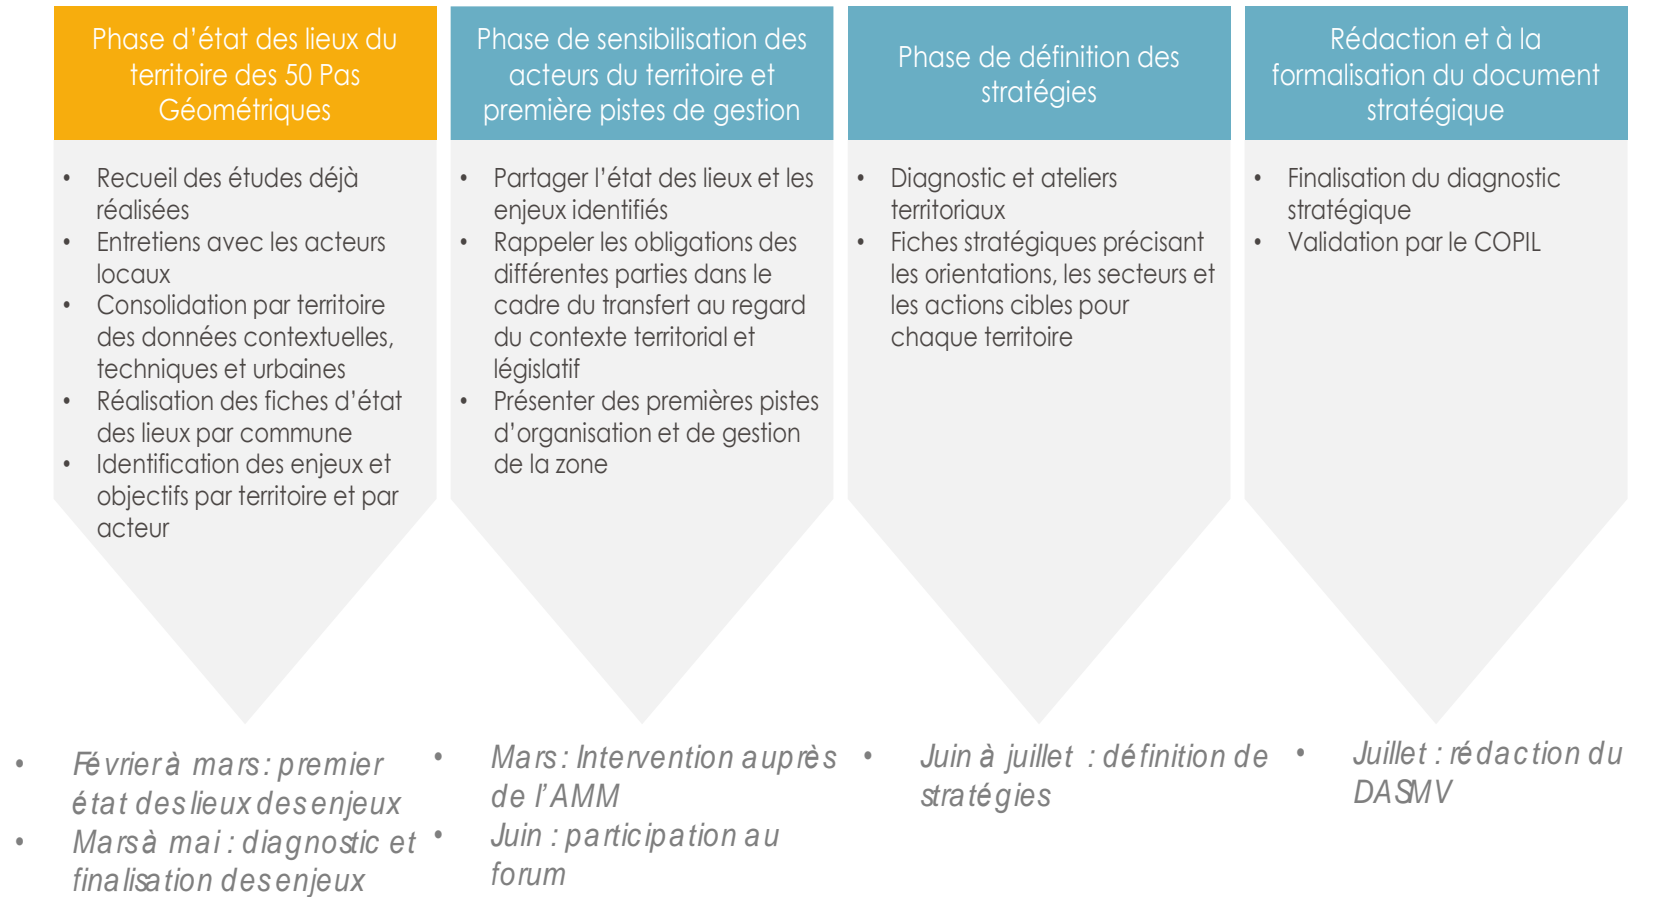 Phase d’état des lieux du
territoire des 50 Pas
Géométriques
• Recueil des études déjà
réalisées
• Entretiens avec les acteurs
locaux
• Consolidation par territoire
des données contextuelles,
techniques et urbaines
• Réalisation des fiches d’état
des lieux par commune
• Identification des enjeux et
objectifs par territoire et par
acteur
• Février à mars : premier
état des lieux des enjeux
• Mars à mai : diagnostic et
finalisation des enjeux
Phase de sensibilisation des
acteurs du territoire et
première pistes de gestion
• Partager l’état des lieux et les
enjeux identifiés
• Rappeler les obligations des
différentes parties dans le
cadre du transfert au regard
du contexte territorial et
législatif
• Présenter des premières pistes
d’organisation et de gestion
de la zone
• Mars : Intervention auprès
de l’AMM
• Juin : participation au
forum
Phase de définition des
stratégies
• Diagnostic et ateliers
territoriaux
• Fiches stratégiques précisant
les orientations, les secteurs et
les actions cibles pour
chaque territoire
• Juin à juillet : définition de
stratégies
Rédaction et à la
formalisation du document
stratégique
• Finalisation du diagnostic
stratégique
• Validation par le COPIL
• Juillet : rédaction du
DASMV